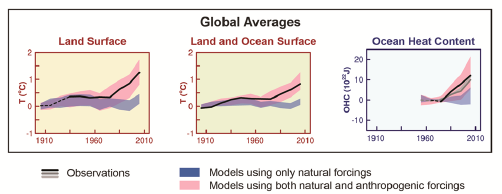 Global Averages
Land Surface
Land and Ocean Surface
Ocean Heat Content
T (°C)
2
1
0
1910
1960
2010
T (°C)
2
1
0
1910
1960
2010
OHC (10²²J)
20
10
0
-10
1910
1960
2010
Observations
Models using only natural forcings
Models using both natural and anthropogenic forcings